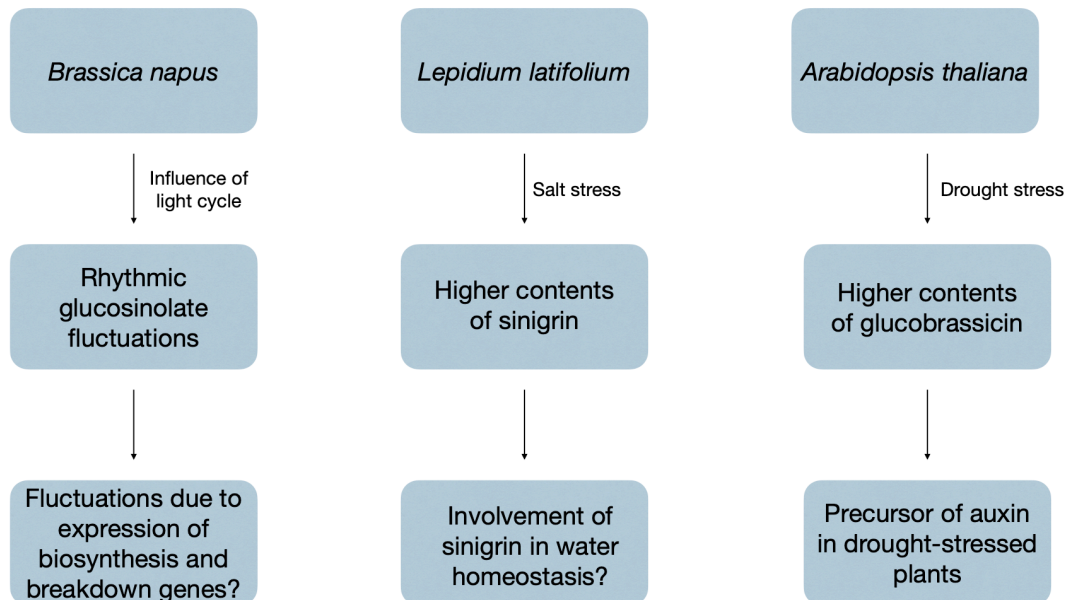 Brassica napus
Lepidium latifolium
Arabidopsis thaliana
Influence of
light cycle
Salt stress
Drought stress
Rhythmic
glucosinolate
fluctuations
Higher contents
of sinigrin
Higher contents
of glucobrassicin
Fluctuations due to
expression of
biosynthesis and
breakdown genes?
Involvement of
sinigrin in water
homeostasis?
Precursor of auxin
in drought-stressed
plants